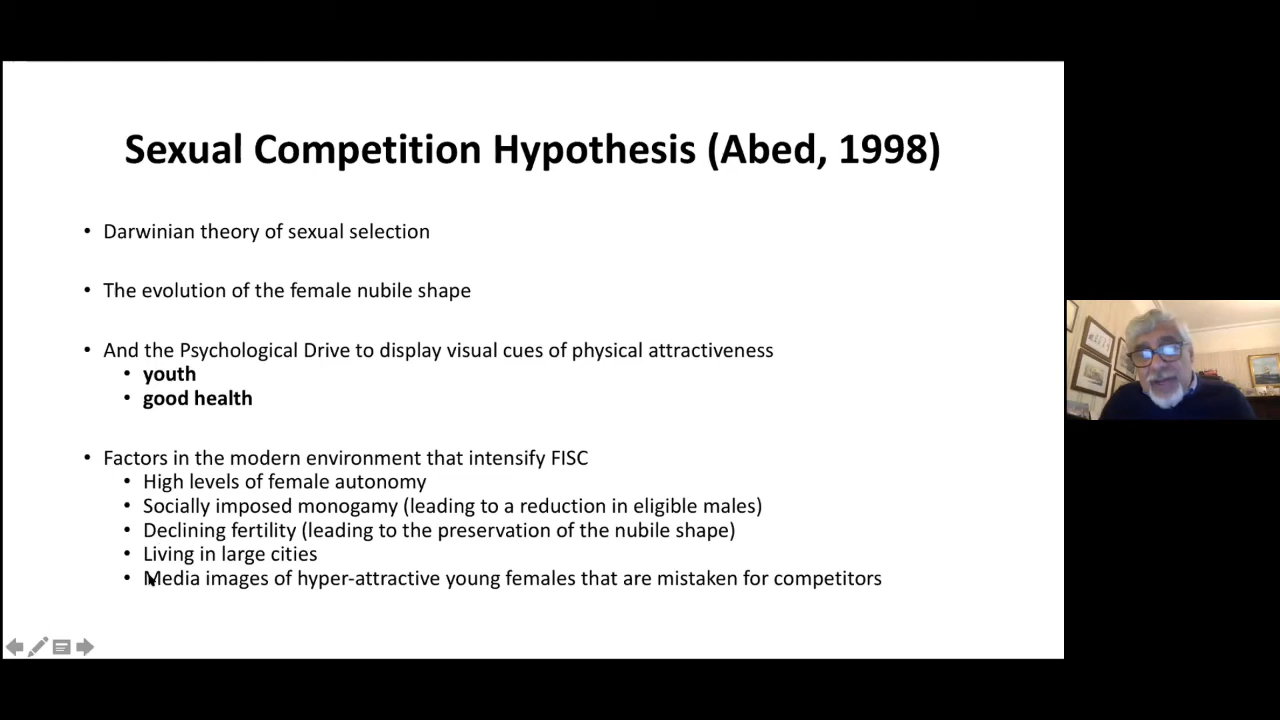 Sexual Competition Hypothesis (Abed, 1998)
• Darwinian theory of sexual selection
• The evolution of the female nubile shape
• And the Psychological Drive to display visual cues of physical attractiveness
• youth
• good health
• Factors in the modern environment that intensify FISC
• High levels of female autonomy
• Socially imposed monogamy (leading to a reduction in eligible males)
• Declining fertility (leading to the preservation of the nubile shape)
• Living in large cities
• Media images of hyper-attractive young females that are mistaken for competitors